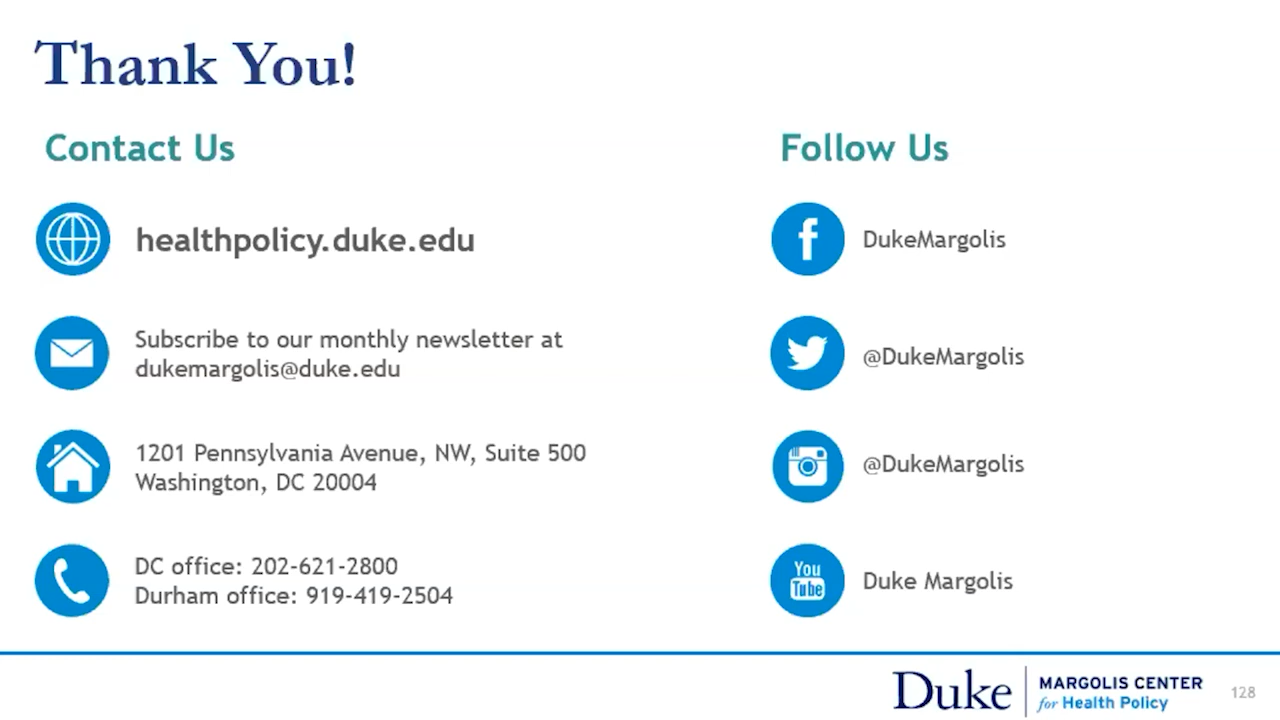 Thank You!
Contact Us
healthpolicy.duke.edu
Subscribe to our monthly newsletter at
dukemargolis@duke.edu
1201 Pennsylvania Avenue, NW, Suite 500
Washington, DC 20004
DC office: 202-621-2800
Durham office: 919-419-2504
Follow Us
DukeMargolis
@DukeMargolis
@DukeMargolis
You
Tube
Duke Margolis
Duke
MARGOLIS CENTER
for Health Policy
128